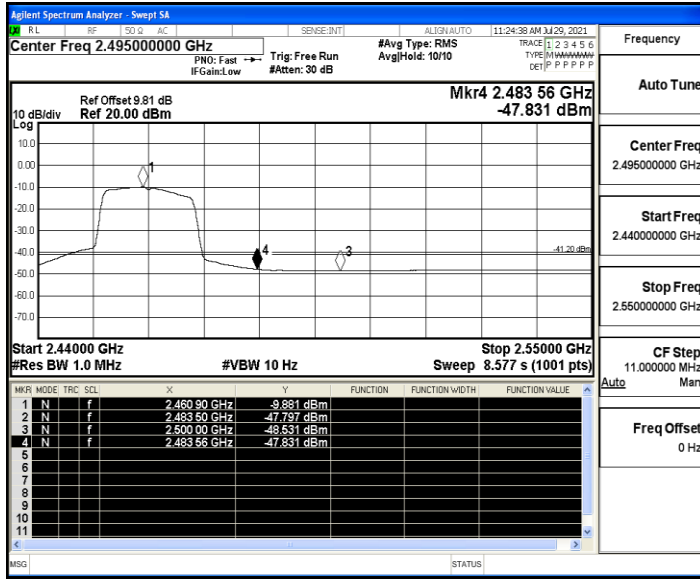 Agilent Spectrum Analyzer - Swept SA
RL RF 50 Ω AC SENSE:INT ALIGN AUTO 11:24:38 AM Jul 29, 2021
Center Freq 2.495000000 GHz
PNO: Fast
IFGain:Low
Trig: Free Run
#Atten: 30 dB
#Avg Type: RMS
Avg|Hold: 10/10
TRACE 1 2 3 4 5 6
TYPE M WWWWW
DET P P P P P P
Frequency
Auto Tune
Center Freq
2.495000000 GHz
Start Freq
2.440000000 GHz
Stop Freq
2.550000000 GHz
CF Step
11.000000 MHz
Auto Man
Freq Offset
0 Hz
Ref Offset 9.81 dB
10 dB/div Ref 20.00 dBm
Log
Mkr4 2.483 56 GHz
-47.831 dBm
10.0
0.00
-10.0
-20.0
-30.0
-40.0
-50.0
-60.0
-70.0
1
4
3
-41.20 dBm
Start 2.44000 GHz Stop 2.55000 GHz
#Res BW 1.0 MHz #VBW 10 Hz Sweep 8.577 s (1001 pts)
MKR MODE TRC SCL X Y FUNCTION FUNCTION WIDTH FUNCTION VALUE
1 N f 2.460 90 GHz -9.881 dBm
2 N f 2.483 50 GHz -47.797 dBm
3 N f 2.500 00 GHz -48.531 dBm
4 N f 2.483 56 GHz -47.831 dBm
5
6
7
8
9
10
11
MSG STATUS